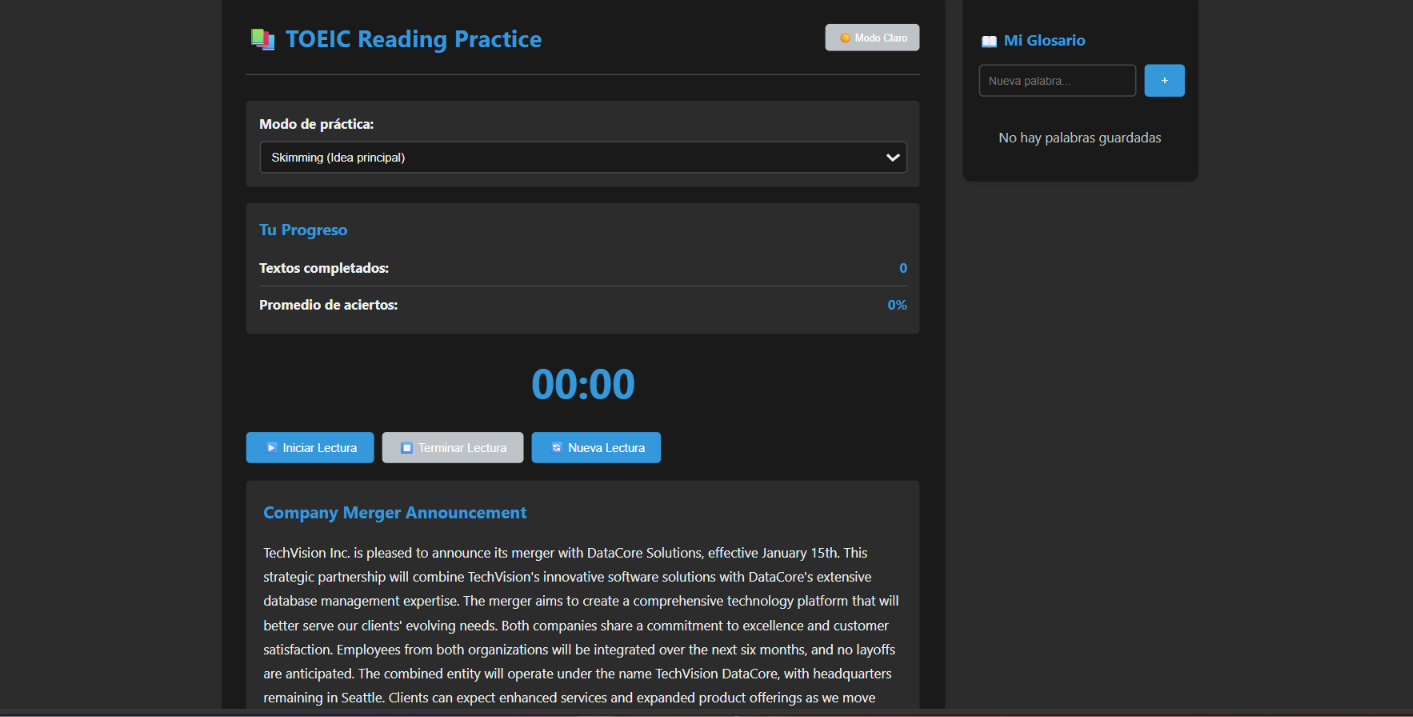 TOEIC Reading Practice
Modo Claro
Modo de práctica:
Skimming (Idea principal)
Tu Progreso
Textos completados: 0
Promedio de aciertos: 0%
00:00
Iniciar Lectura
Terminar Lectura
Nueva Lectura
Company Merger Announcement
TechVision Inc. is pleased to announce its merger with DataCore Solutions, effective January 15th. This
strategic partnership will combine TechVision's innovative software solutions with DataCore's extensive
database management expertise. The merger aims to create a comprehensive technology platform that will
better serve our clients' evolving needs. Both companies share a commitment to excellence and customer
satisfaction. Employees from both organizations will be integrated over the next six months, and no layoffs
are anticipated. The combined entity will operate under the name TechVision DataCore, with headquarters
remaining in Seattle. Clients can expect enhanced services and expanded product offerings as we move
Mi Glosario
Nueva palabra...
+
No hay palabras guardadas